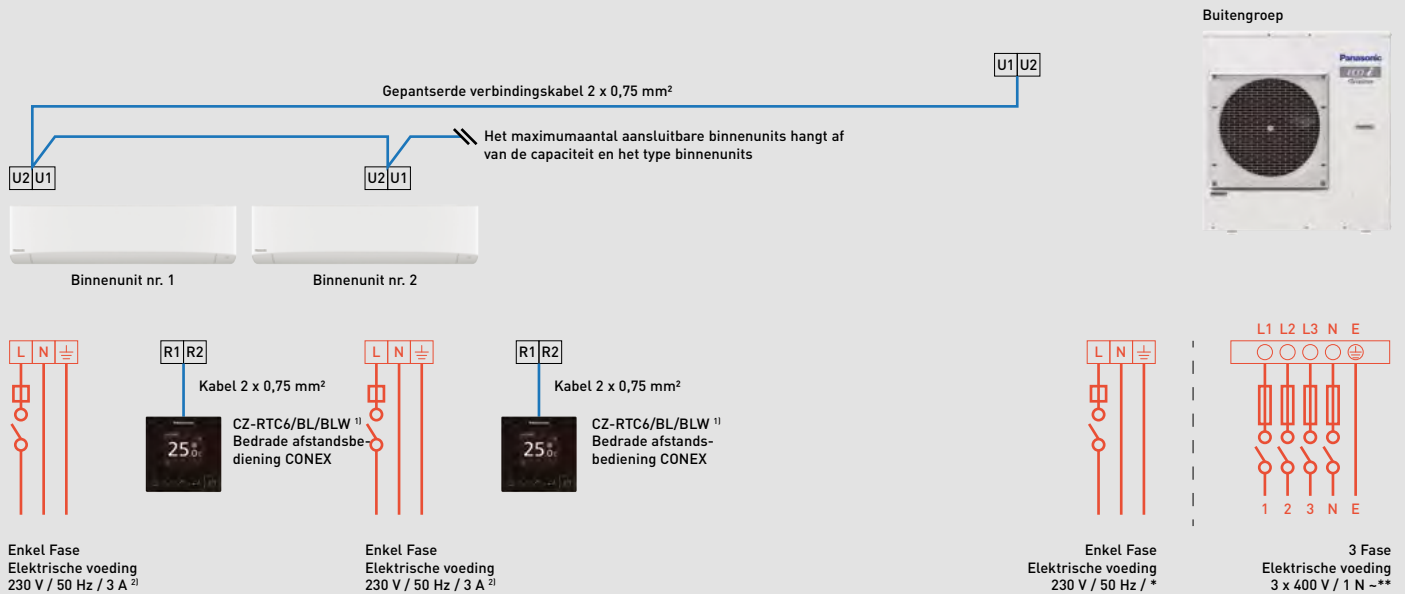 Buitengroep
Panasonic
U1 U2
Gepantserde verbindingskabel 2 x 0,75 mm²
Het maximumaantal aansluitbare binnenunits hangt af
van de capaciteit en het type binnenunits
U2 U1
U2 U1
Binnenunit nr. 1
Binnenunit nr. 2
L N
R1 R2
Kabel 2 x 0,75 mm²
CZ-RTC6/BL/BLW 1)
Bedrade afstandsbe-
diening CONEX
25
L N
R1 R2
Kabel 2 x 0,75 mm²
CZ-RTC6/BL/BLW 1)
Bedrade afstands-
bediening CONEX
25
L N
L1 L2 L3 N E
1 2 3 N E
Enkel Fase
Elektrische voeding
230 V / 50 Hz / 3 A 2)
Enkel Fase
Elektrische voeding
230 V / 50 Hz / 3 A 2)
Enkel Fase
Elektrische voeding
230 V / 50 Hz / *
3 Fase
Elektrische voeding
3 x 400 V / 1 N ~**